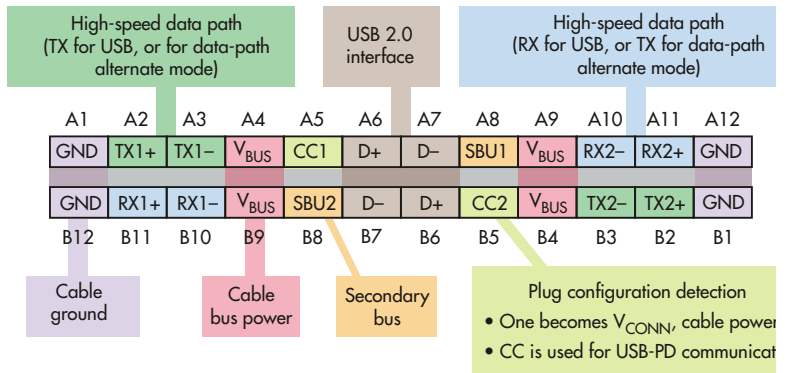 High-speed data path
(TX for USB, or for data-path
alternate mode)
USB 2.0
interface
High-speed data path
(RX for USB, or TX for data-path
alternate mode)
A1 A2 A3 A4 A5 A6 A7 A8 A9 A10 A11 A12
GND TX1+ TX1– VBUS CC1 D+ D– SBU1 VBUS RX2– RX2+ GND
GND RX1+ RX1– VBUS SBU2 D– D+ CC2 VBUS TX2– TX2+ GND
B12 B11 B10 B9 B8 B7 B6 B5 B4 B3 B2 B1
Cable
ground
Cable
bus power
Secondary
bus
Plug configuration detection
• One becomes VCONN, cable power
• CC is used for USB-PD communicat